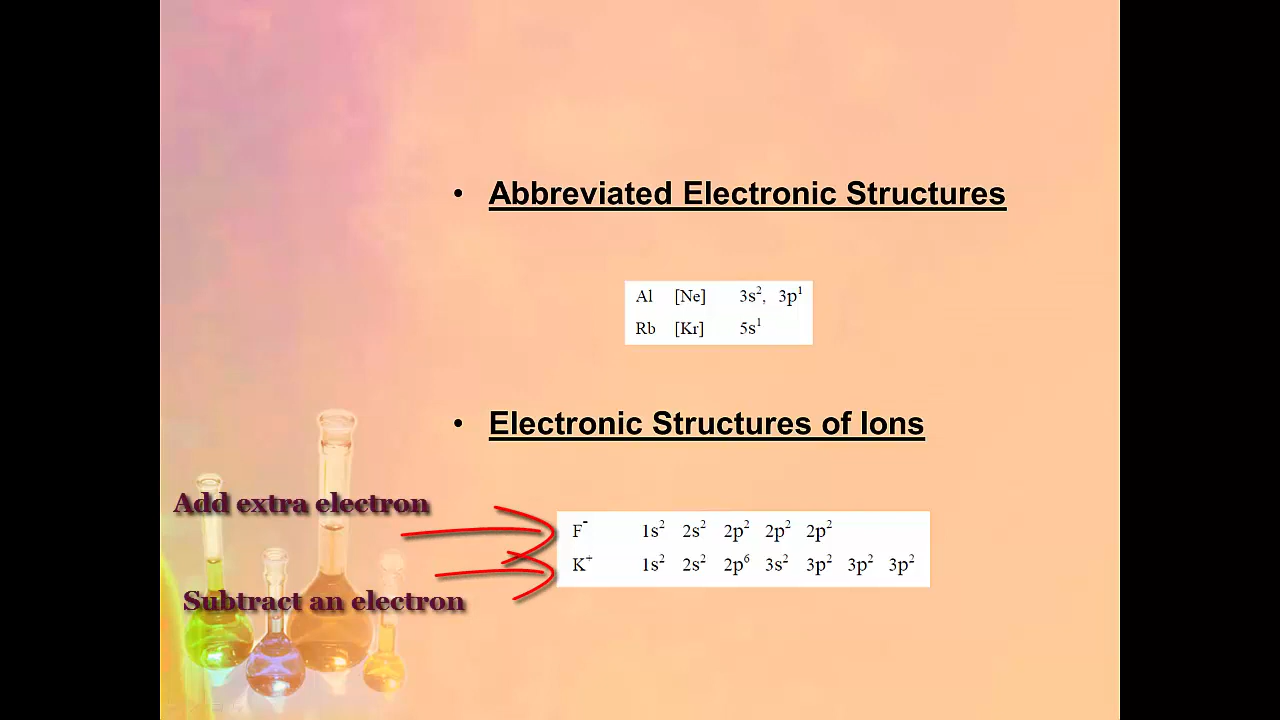 • Abbreviated Electronic Structures
Al [Ne] 3s², 3p¹
Rb [Kr] 5s¹
• Electronic Structures of Ions
Add extra electron
F⁻ 1s² 2s² 2p² 2p² 2p²
K⁺ 1s² 2s² 2p⁶ 3s² 3p² 3p² 3p²
Subtract an electron